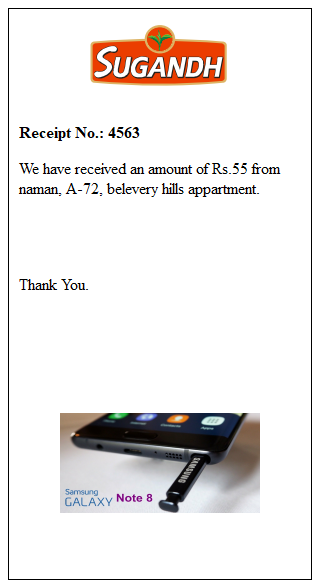 SUGANDH
Receipt No.: 4563
We have received an amount of Rs.55 from
naman, A-72, belevery hills appartment.
Thank You.
Apps
SAMSUNG
Samsung
GALAXY Note 8